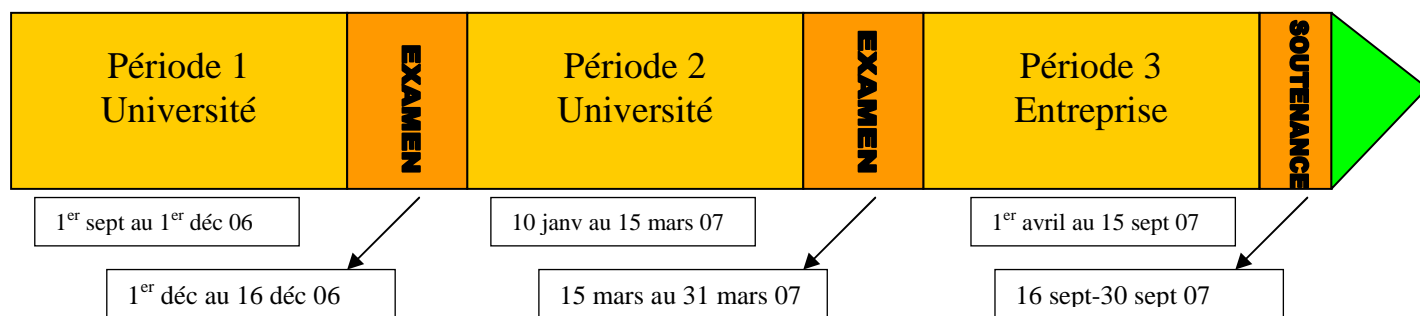 Période 1
Université
EXAMEN
Période 2
Université
EXAMEN
Période 3
Entreprise
SOUTENANCE
1er sept au 1er déc 06
10 janv au 15 mars 07
1er avril au 15 sept 07
1er déc au 16 déc 06
15 mars au 31 mars 07
16 sept-30 sept 07